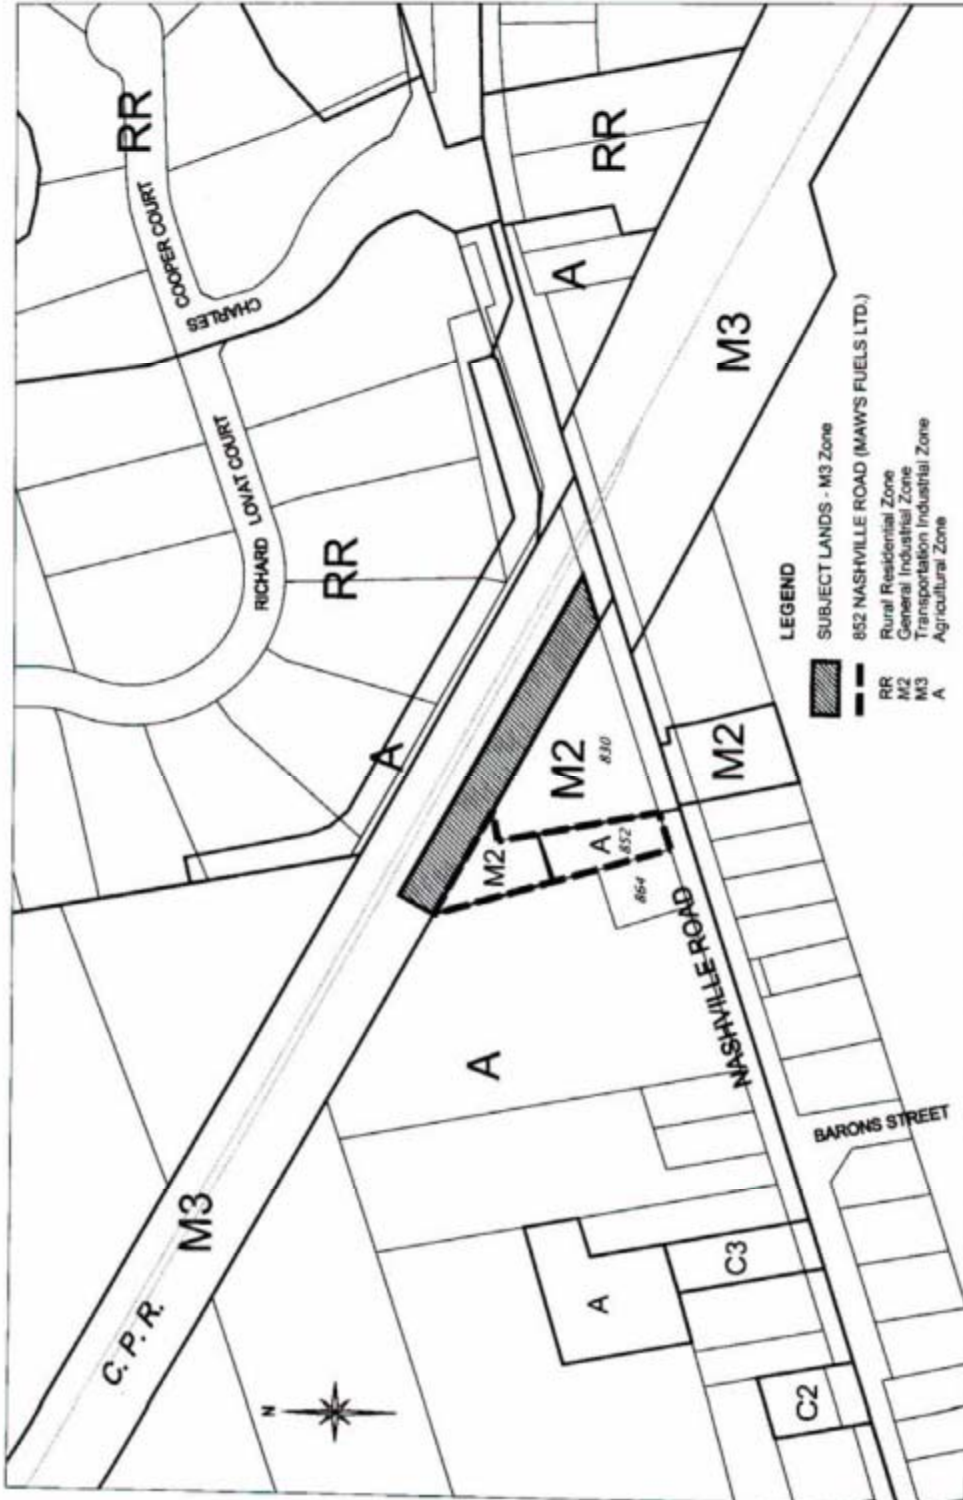 RR
COOPER COURT
CHARLES
RR
A
LOVAT COURT
RICHARD
RR
M3
A
M2
830
M2
M2
A
852
864
NASHVILLE ROAD
A
BARONS STREET
M3
C. P. R.
N
A
C3
C2
LEGEND
SUBJECT LANDS - M3 Zone
852 NASHVILLE ROAD (MAW'S FUELS LTD.)
RR Rural Residential Zone
M2 General Industrial Zone
M3 Transportation Industrial Zone
A Agricultural Zone